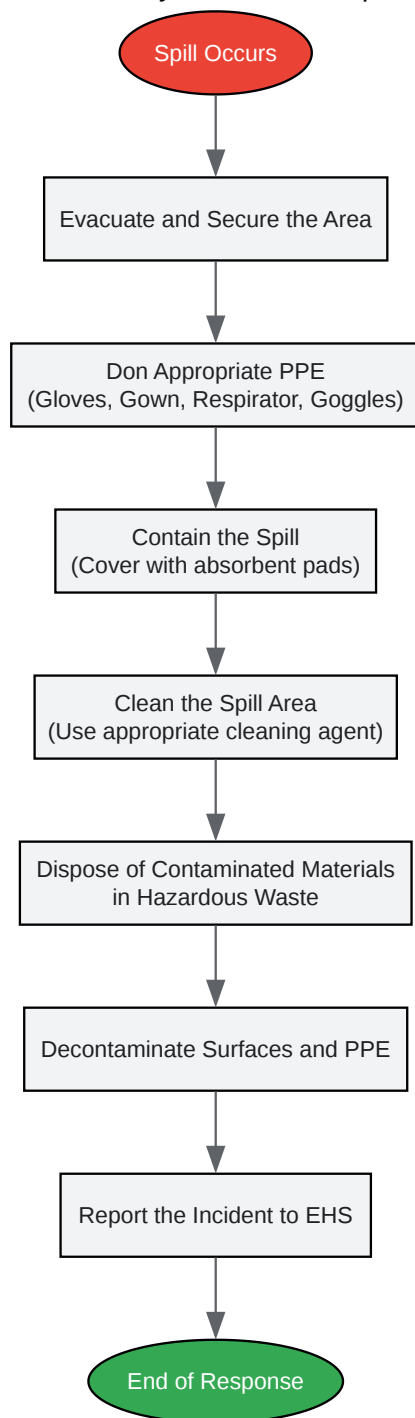 Spill Occurs
Evacuate and Secure the Area
Don Appropriate PPE
(Gloves, Gown, Respirator, Goggles)
Contain the Spill
(Cover with absorbent pads)
Clean the Spill Area
(Use appropriate cleaning agent)
Dispose of Contaminated Materials
in Hazardous Waste
Decontaminate Surfaces and PPE
Report the Incident to EHS
End of Response